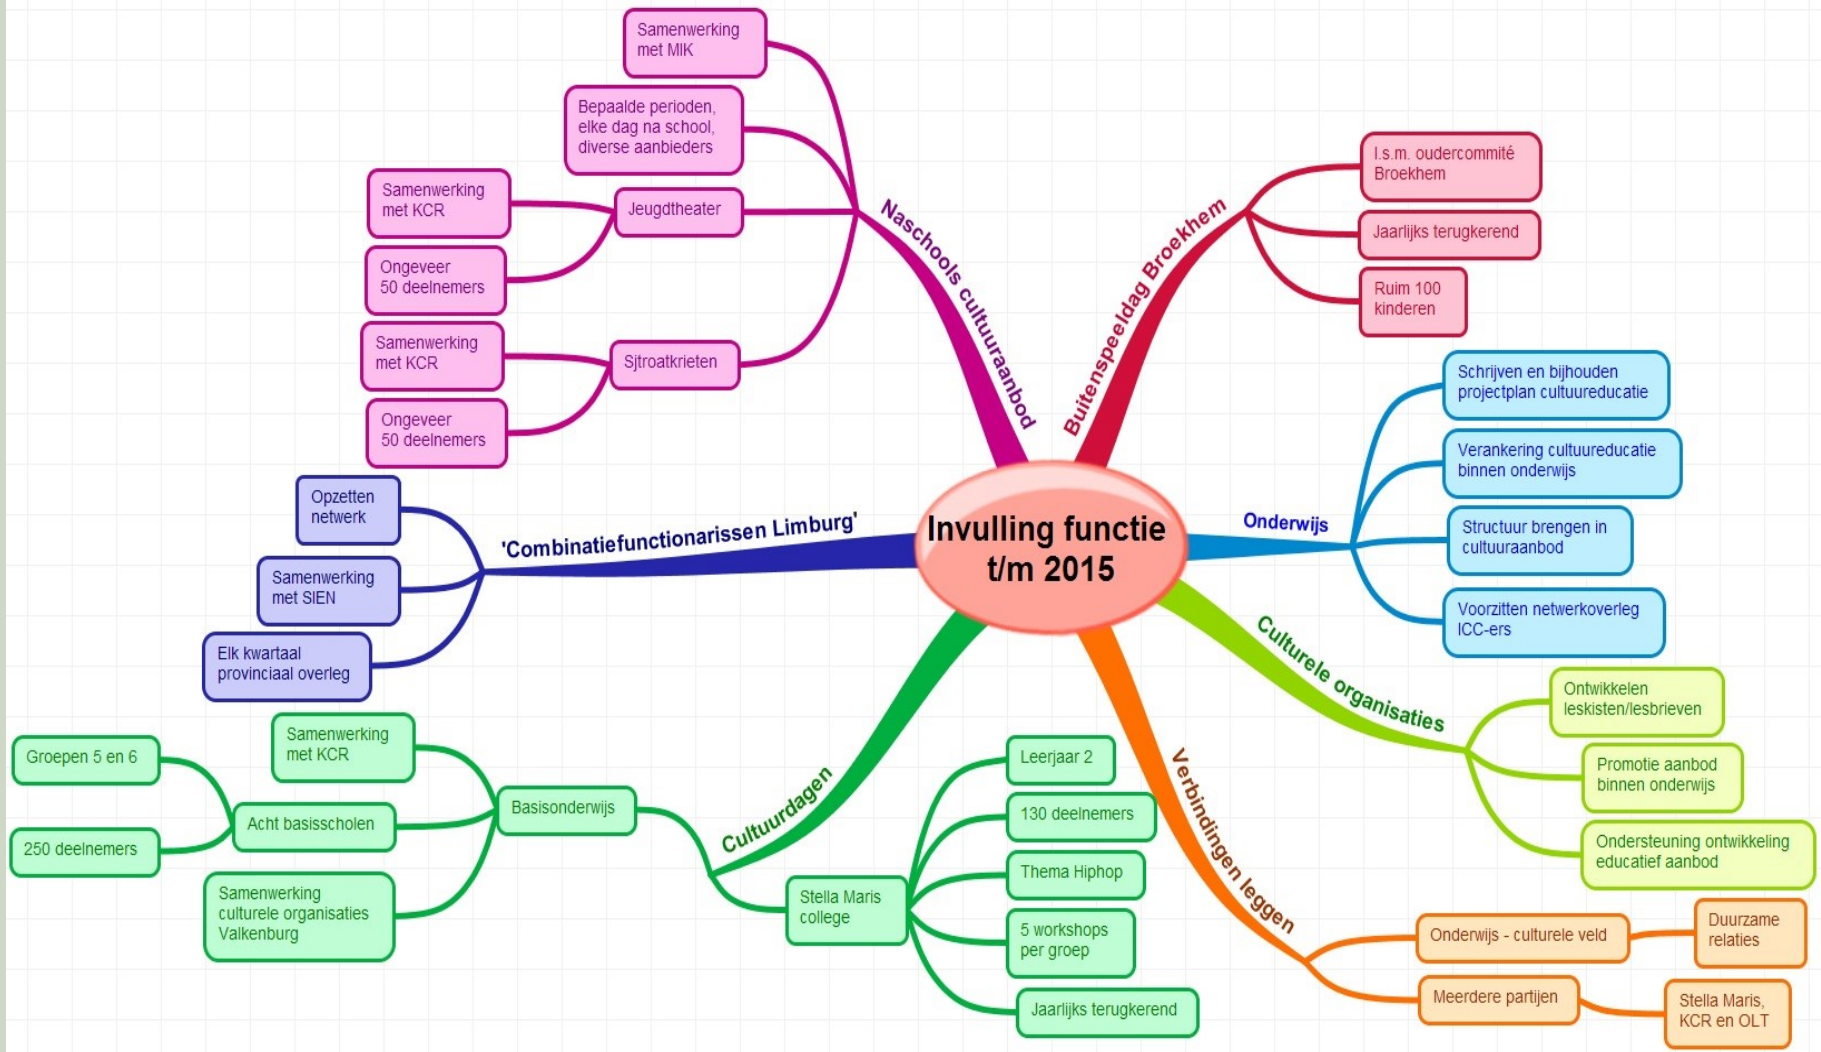 Invulling functie
t/m 2015
Naschools cultuuraanbod
Samenwerking
met MIK
Bepaalde perioden,
elke dag na school,
diverse aanbieders
Jeugdtheater
Samenwerking
met KCR
Ongeveer
50 deelnemers
Sjtroatkrieten
Samenwerking
met KCR
Ongeveer
50 deelnemers
Buitenspeeldag Broekhem
I.s.m. oudercommité
Broekhem
Jaarlijks terugkerend
Ruim 100
kinderen
Onderwijs
Schrijven en bijhouden
projectplan cultuureducatie
Verankering cultuureducatie
binnen onderwijs
Structuur brengen in
cultuuraanbod
Voorzitten netwerkoverleg
ICC-ers
Culturele organisaties
Ontwikkelen
leskisten/lesbrieven
Promotie aanbod
binnen onderwijs
Ondersteuning ontwikkeling
educatief aanbod
Verbindingen leggen
Onderwijs - culturele veld
Duurzame
relaties
Meerdere partijen
Stella Maris,
KCR en OLT
Cultuurdagen
Stella Maris
college
Leerjaar 2
130 deelnemers
Thema Hiphop
5 workshops
per groep
Jaarlijks terugkerend
Basisonderwijs
Samenwerking
met KCR
Acht basisscholen
Groepen 5 en 6
250 deelnemers
Samenwerking
culturele organisaties
Valkenburg
'Combinatiefunctionarissen Limburg'
Opzetten
netwerk
Samenwerking
met SIEN
Elk kwartaal
provinciaal overleg